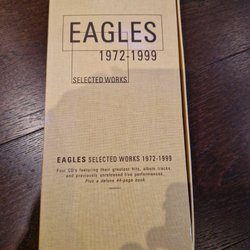 EAGLES
1972-1999
SELECTED WORKS
EAGLES SELECTED WORKS 1972-1999
Four CD's featuring their greatest hits, album tracks
and previously unreleased live performances.
Plus a deluxe 44-page book